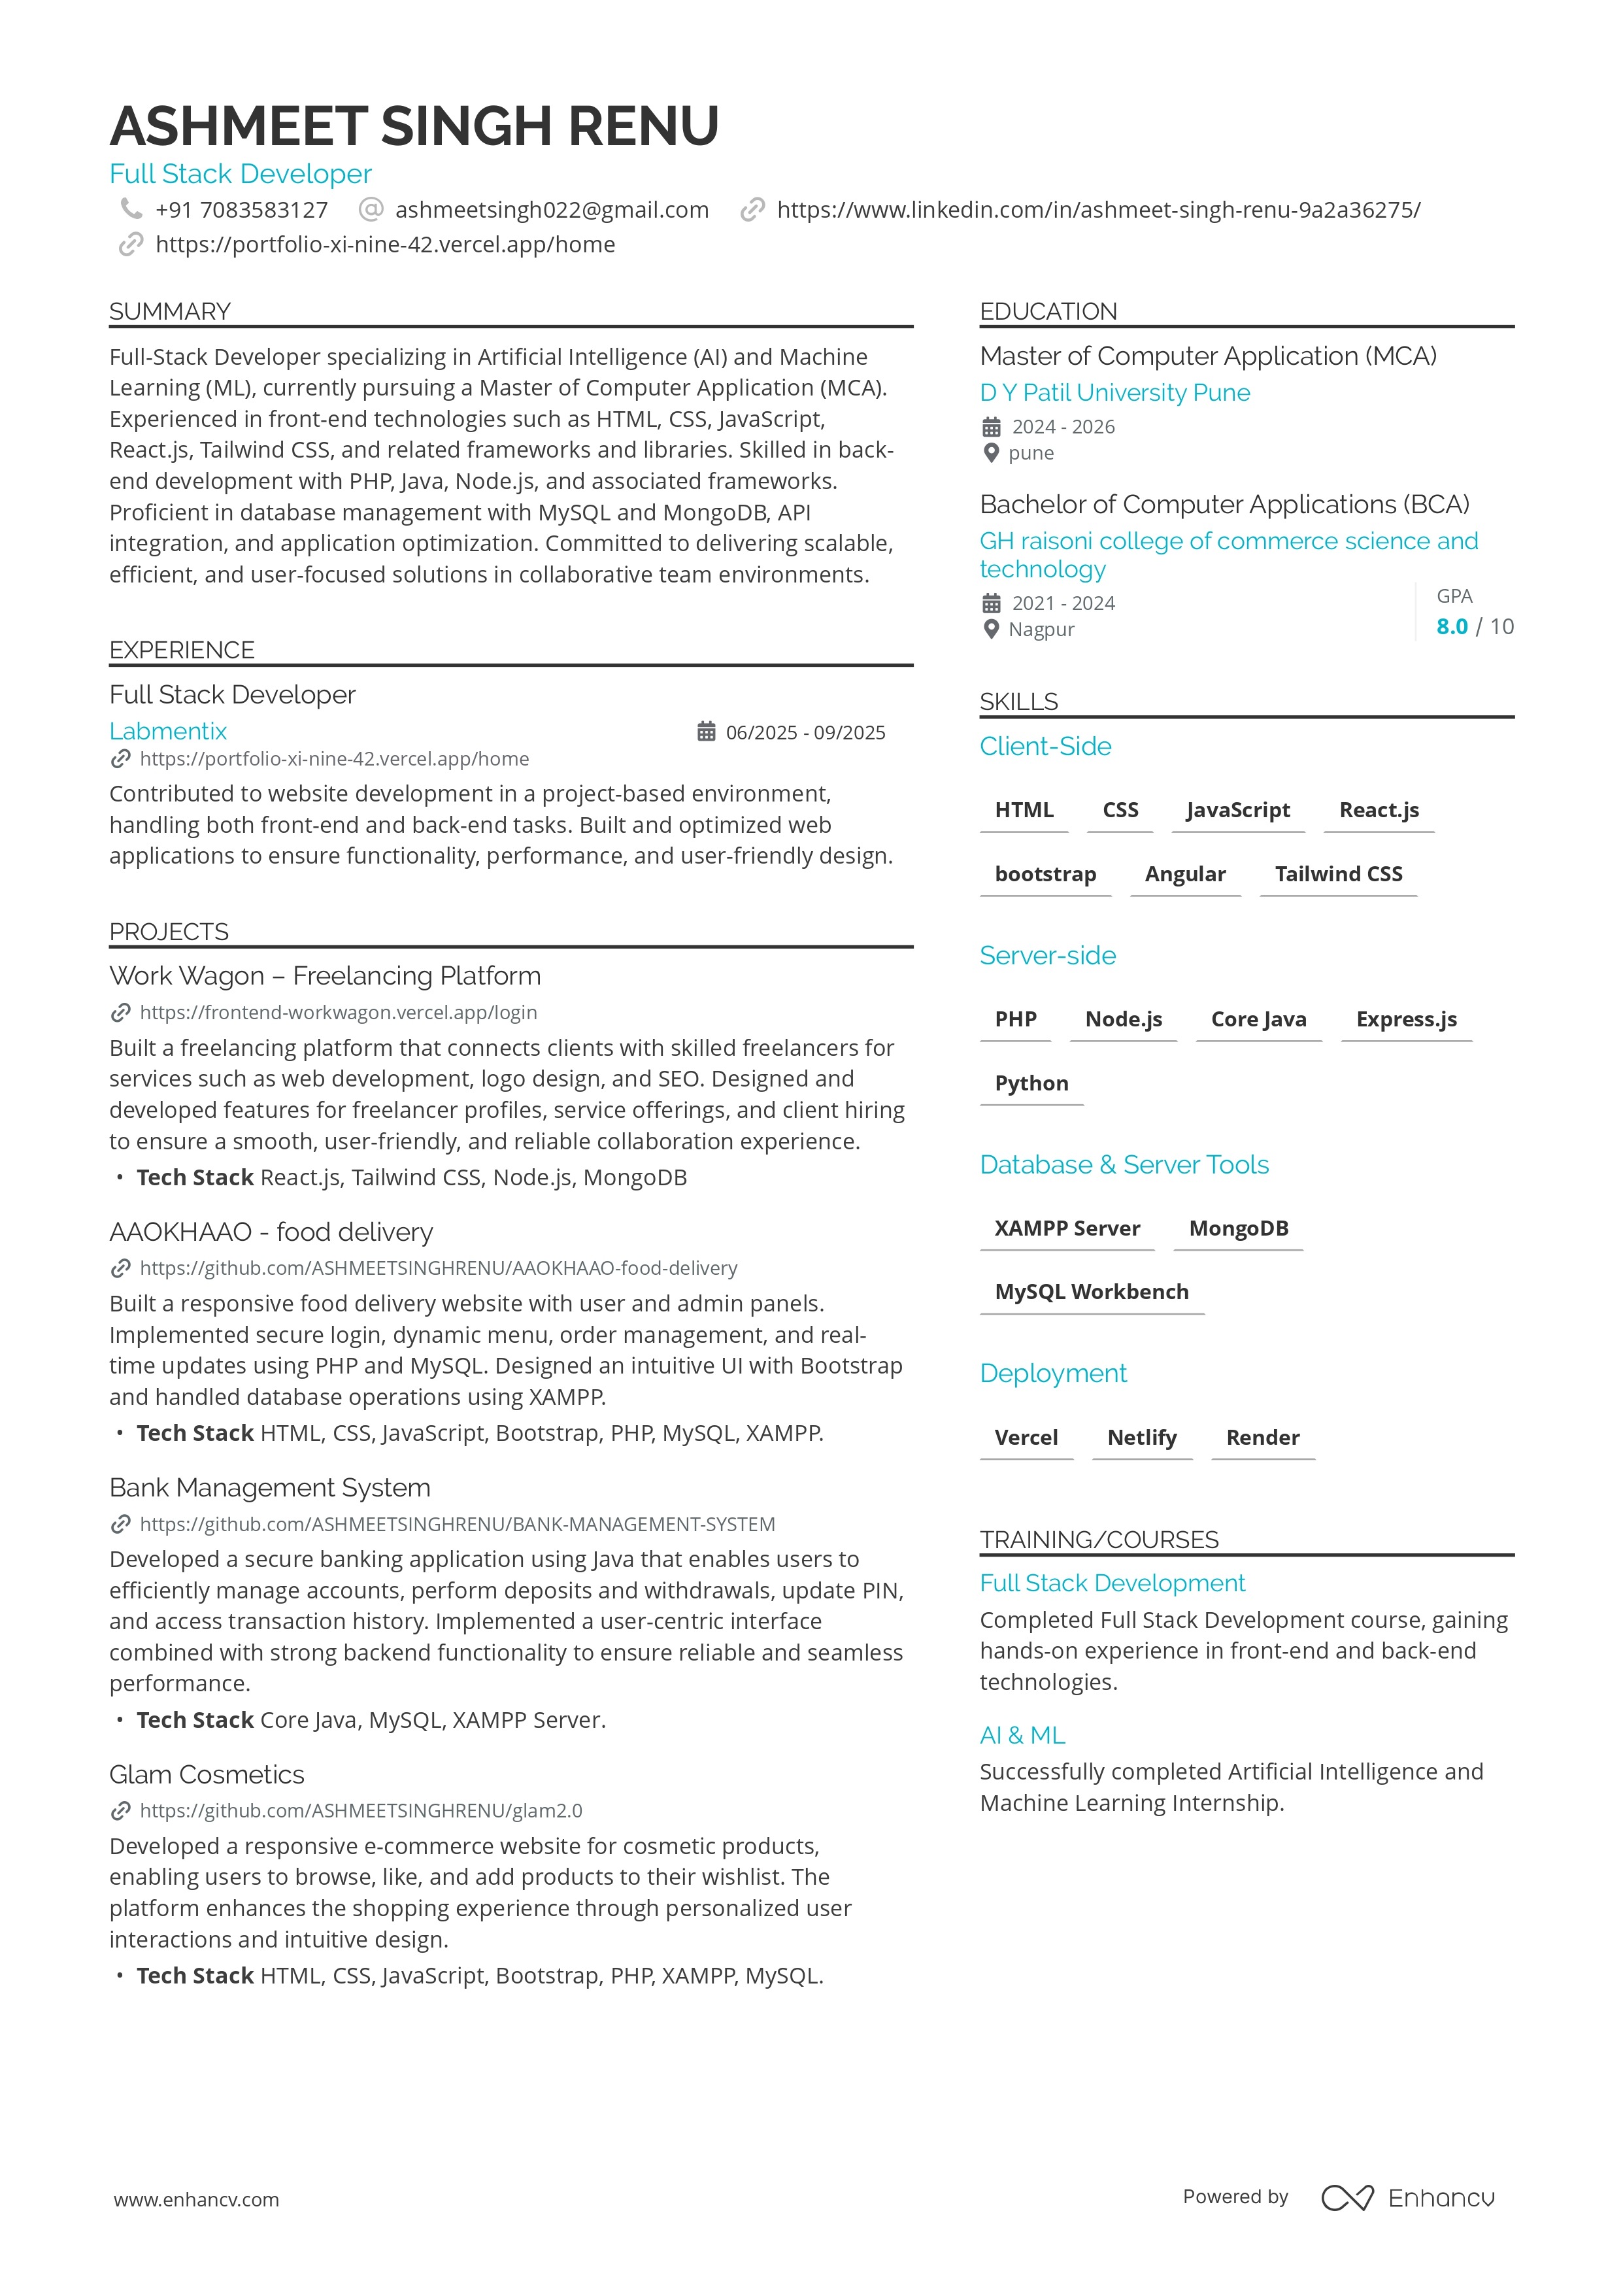 ASHMEET SINGH RENU
Full Stack Developer
+91 7083583127 ashmeetsingh022@gmail.com https://www.linkedin.com/in/ashmeet-singh-renu-9a2a36275/
https://portfolio-xi-nine-42.vercel.app/home
SUMMARY
Full-Stack Developer specializing in Artificial Intelligence (AI) and Machine
Learning (ML), currently pursuing a Master of Computer Application (MCA).
Experienced in front-end technologies such as HTML, CSS, JavaScript,
React.js, Tailwind CSS, and related frameworks and libraries. Skilled in back-
end development with PHP, Java, Node.js, and associated frameworks.
Proficient in database management with MySQL and MongoDB, API
integration, and application optimization. Committed to delivering scalable,
efficient, and user-focused solutions in collaborative team environments.
EXPERIENCE
Full Stack Developer
Labmentix 06/2025 - 09/2025
https://portfolio-xi-nine-42.vercel.app/home
Contributed to website development in a project-based environment,
handling both front-end and back-end tasks. Built and optimized web
applications to ensure functionality, performance, and user-friendly design.
PROJECTS
Work Wagon – Freelancing Platform
https://frontend-workwagon.vercel.app/login
Built a freelancing platform that connects clients with skilled freelancers for
services such as web development, logo design, and SEO. Designed and
developed features for freelancer profiles, service offerings, and client hiring
to ensure a smooth, user-friendly, and reliable collaboration experience.
• Tech Stack React.js, Tailwind CSS, Node.js, MongoDB
AAOKHAAO - food delivery
https://github.com/ASHMEETSINGHRENU/AAOKHAAO-food-delivery
Built a responsive food delivery website with user and admin panels.
Implemented secure login, dynamic menu, order management, and real-
time updates using PHP and MySQL. Designed an intuitive UI with Bootstrap
and handled database operations using XAMPP.
• Tech Stack HTML, CSS, JavaScript, Bootstrap, PHP, MySQL, XAMPP.
Bank Management System
https://github.com/ASHMEETSINGHRENU/BANK-MANAGEMENT-SYSTEM
Developed a secure banking application using Java that enables users to
efficiently manage accounts, perform deposits and withdrawals, update PIN,
and access transaction history. Implemented a user-centric interface
combined with strong backend functionality to ensure reliable and seamless
performance.
• Tech Stack Core Java, MySQL, XAMPP Server.
Glam Cosmetics
https://github.com/ASHMEETSINGHRENU/glam2.0
Developed a responsive e-commerce website for cosmetic products,
enabling users to browse, like, and add products to their wishlist. The
platform enhances the shopping experience through personalized user
interactions and intuitive design.
• Tech Stack HTML, CSS, JavaScript, Bootstrap, PHP, XAMPP, MySQL.
EDUCATION
Master of Computer Application (MCA)
D Y Patil University Pune
2024 - 2026
pune
Bachelor of Computer Applications (BCA)
GH raisoni college of commerce science and
technology
2021 - 2024
Nagpur
GPA
8.0 / 10
SKILLS
Client-Side
HTML CSS JavaScript React.js
bootstrap Angular Tailwind CSS
Server-side
PHP Node.js Core Java Express.js
Python
Database & Server Tools
XAMPP Server MongoDB
MySQL Workbench
Deployment
Vercel Netlify Render
TRAINING/COURSES
Full Stack Development
Completed Full Stack Development course, gaining
hands-on experience in front-end and back-end
technologies.
AI & ML
Successfully completed Artificial Intelligence and
Machine Learning Internship.
www.enhancv.com
Powered by Enhancv